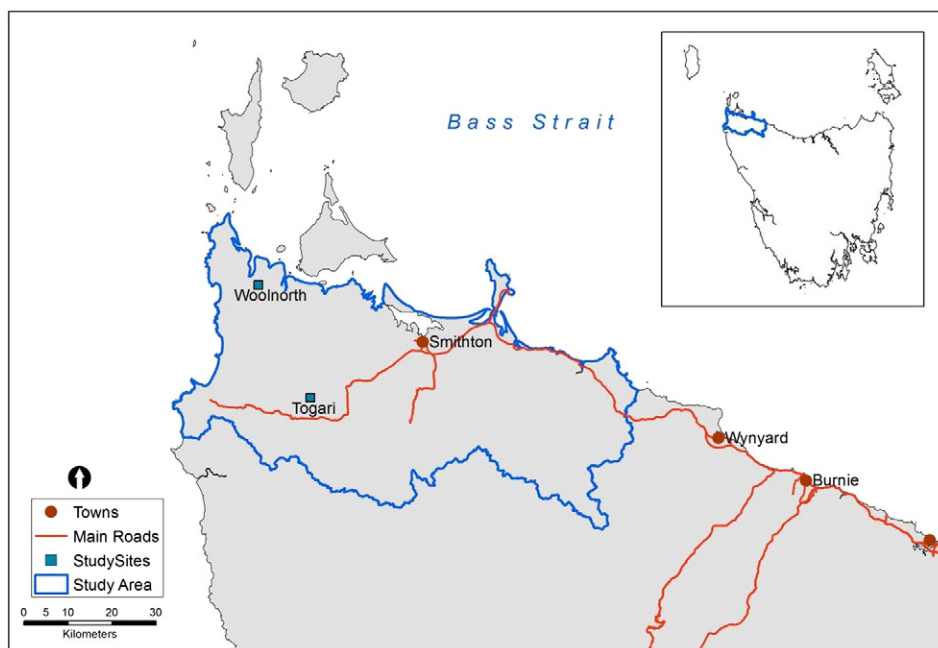 Bass Strait
Woolnorth
Smithton
Togari
Wynyard
Burnie
Towns
Main Roads
StudySites
Study Area
0 5 10 20 30
Kilometers